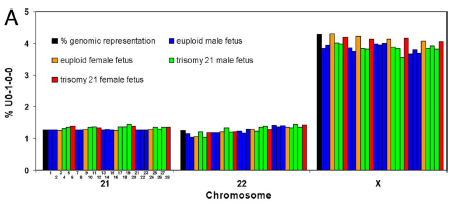 A
5
4
3
2
1
0
% U0-1-0-0
% genomic representation
euploid male fetus
euploid female fetus
trisomy 21 male fetus
trisomy 21 female fetus
1 3 5 7 9 11 13 15 17 19 21 23 25 27
2 4 6 8 10 12 14 16 18 20 22 24 26 28
21 22 X
Chromosome